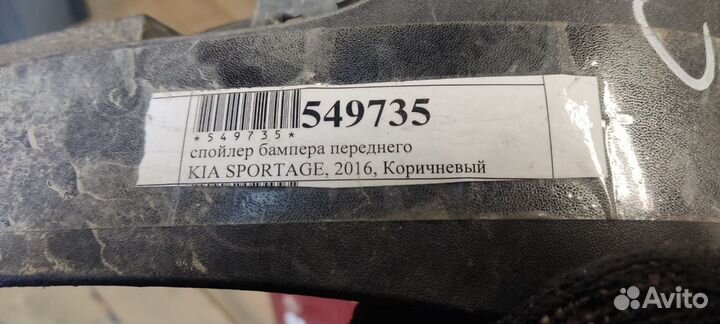 549735
*549735*
спойлер бампера переднего
KIA SPORTAGE, 2016, Коричневый
Avito